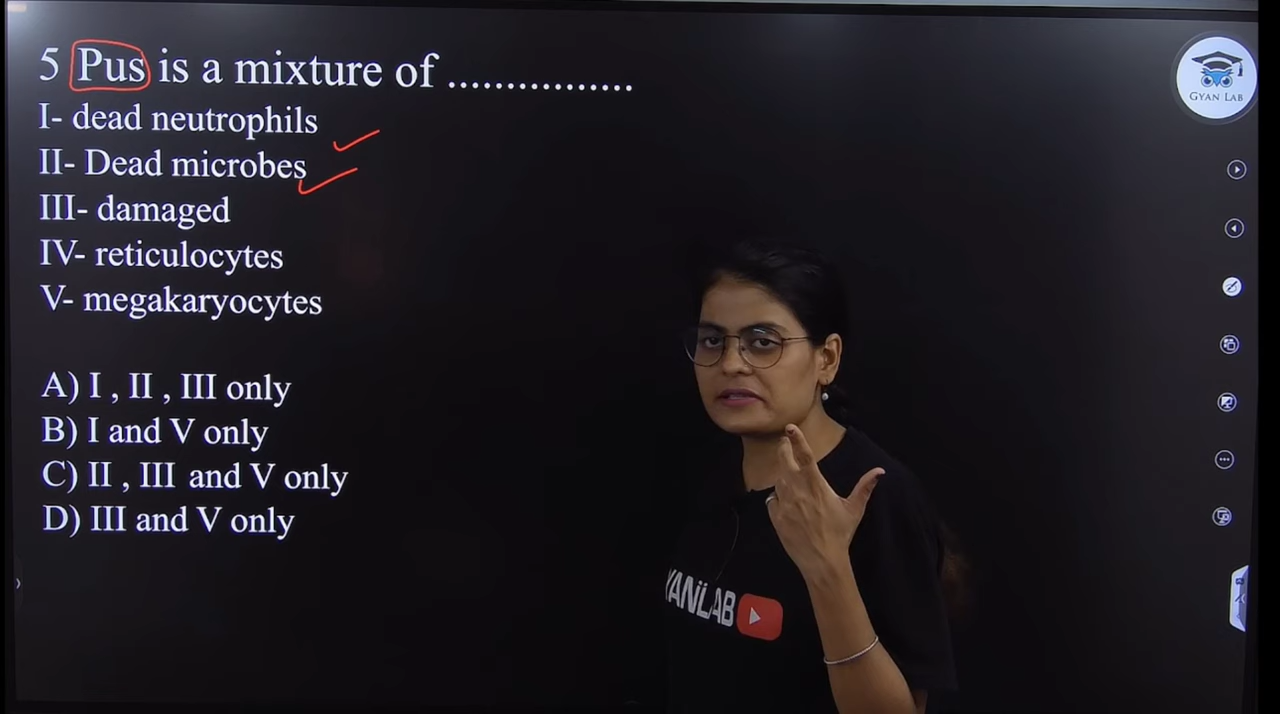 5 Pus is a mixture of ................
I- dead neutrophils
II- Dead microbes
III- damaged
IV- reticulocytes
V- megakaryocytes
A) I , II , III only
B) I and V only
C) II , III and V only
D) III and V only
GYAN LAB
YANLAB